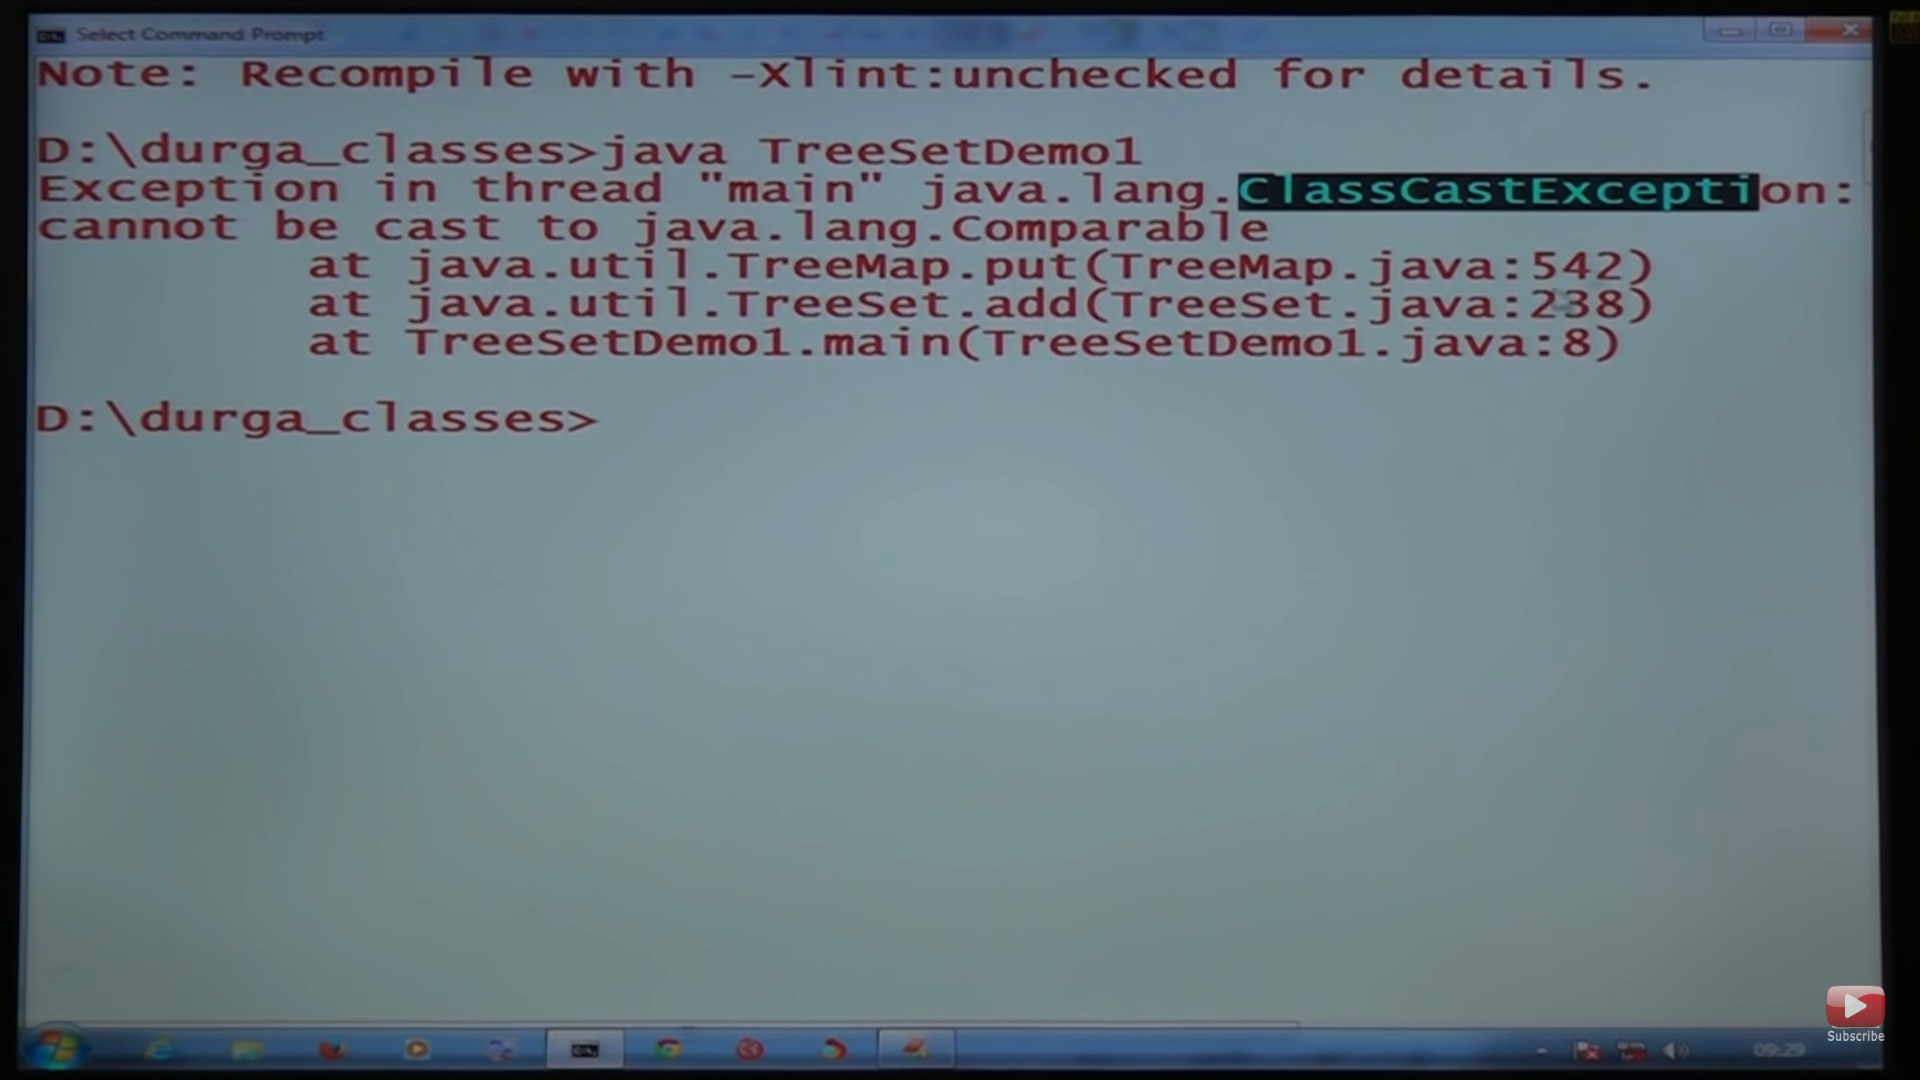 Select Command Prompt
Note: Recompile with -Xlint:unchecked for details.
D:\durga_classes>java TreeSetDemo1
Exception in thread "main" java.lang.ClassCastException:
cannot be cast to java.lang.Comparable
at java.util.TreeMap.put(TreeMap.java:542)
at java.util.TreeSet.add(TreeSet.java:238)
at TreeSetDemo1.main(TreeSetDemo1.java:8)
D:\durga_classes>
Subscribe
09:29